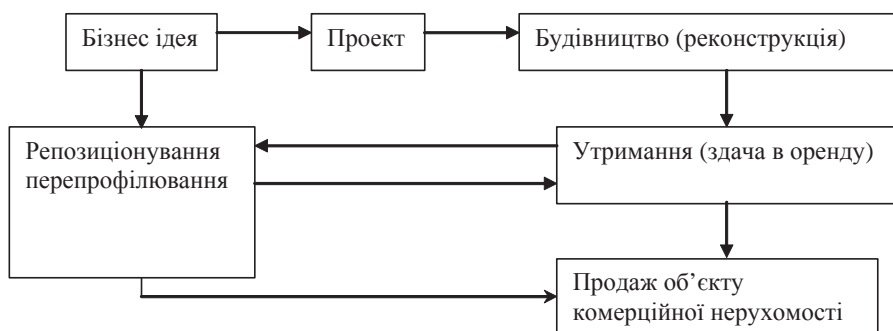 Бізнес ідея
Проект
Будівництво (реконструкція)
Репозиціонування
перепрофілювання
Утримання (здача в оренду)
Продаж об’єкту
комерційної нерухомості